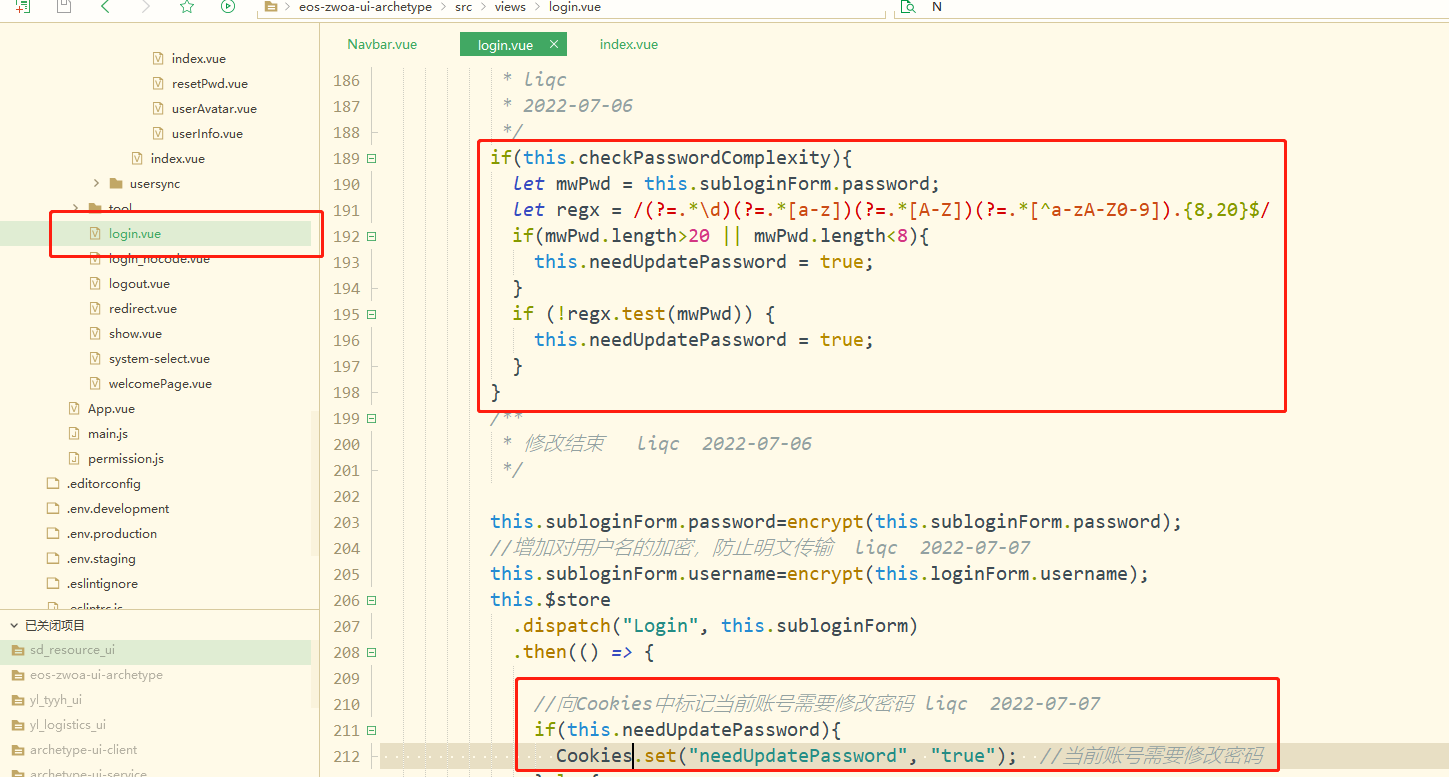 eos-zwoa-ui-archetype > src > views > login.vue
N
Navbar.vue login.vue × index.vue
index.vue
resetPwd.vue
userAvatar.vue
userInfo.vue
index.vue
usersync
tool
login.vue
login_nocode.vue
logout.vue
redirect.vue
show.vue
system-select.vue
welcomePage.vue
App.vue
main.js
permission.js
.editorconfig
.env.development
.env.production
.env.staging
.eslintignore
.eslintrc.js
已关闭项目
sd_resource_ui
eos-zwoa-ui-archetype
yl_tyyh_ui
yl_logistics_ui
archetype-ui-client
archetype-ui-service
186 * liqc
187 * 2022-07-06
188 */
189 if(this.checkPasswordComplexity){
190 let mwPwd = this.subloginForm.password;
191 let regx = /(?=.*\d)(?=.*[a-z])(?=.*[A-Z])(?=.*[^a-zA-Z0-9]).{8,20}$/
192 if(mwPwd.length>20 || mwPwd.length<8){
193 this.needUpdatePassword = true;
194 }
195 if (!regx.test(mwPwd)) {
196 this.needUpdatePassword = true;
197 }
198 }
199 /**
200 * 修改结束 liqc 2022-07-06
201 */
202
203 this.subloginForm.password=encrypt(this.subloginForm.password);
204 //增加对用户名的加密，防止明文传输 liqc 2022-07-07
205 this.subloginForm.username=encrypt(this.loginForm.username);
206 this.$store
207 .dispatch("Login", this.subloginForm)
208 .then(() => {
209
210 //向Cookies中标记当前账号需要修改密码 liqc 2022-07-07
211 if(this.needUpdatePassword){
212 Cookies.set("needUpdatePassword", "true"); //当前账号需要修改密码